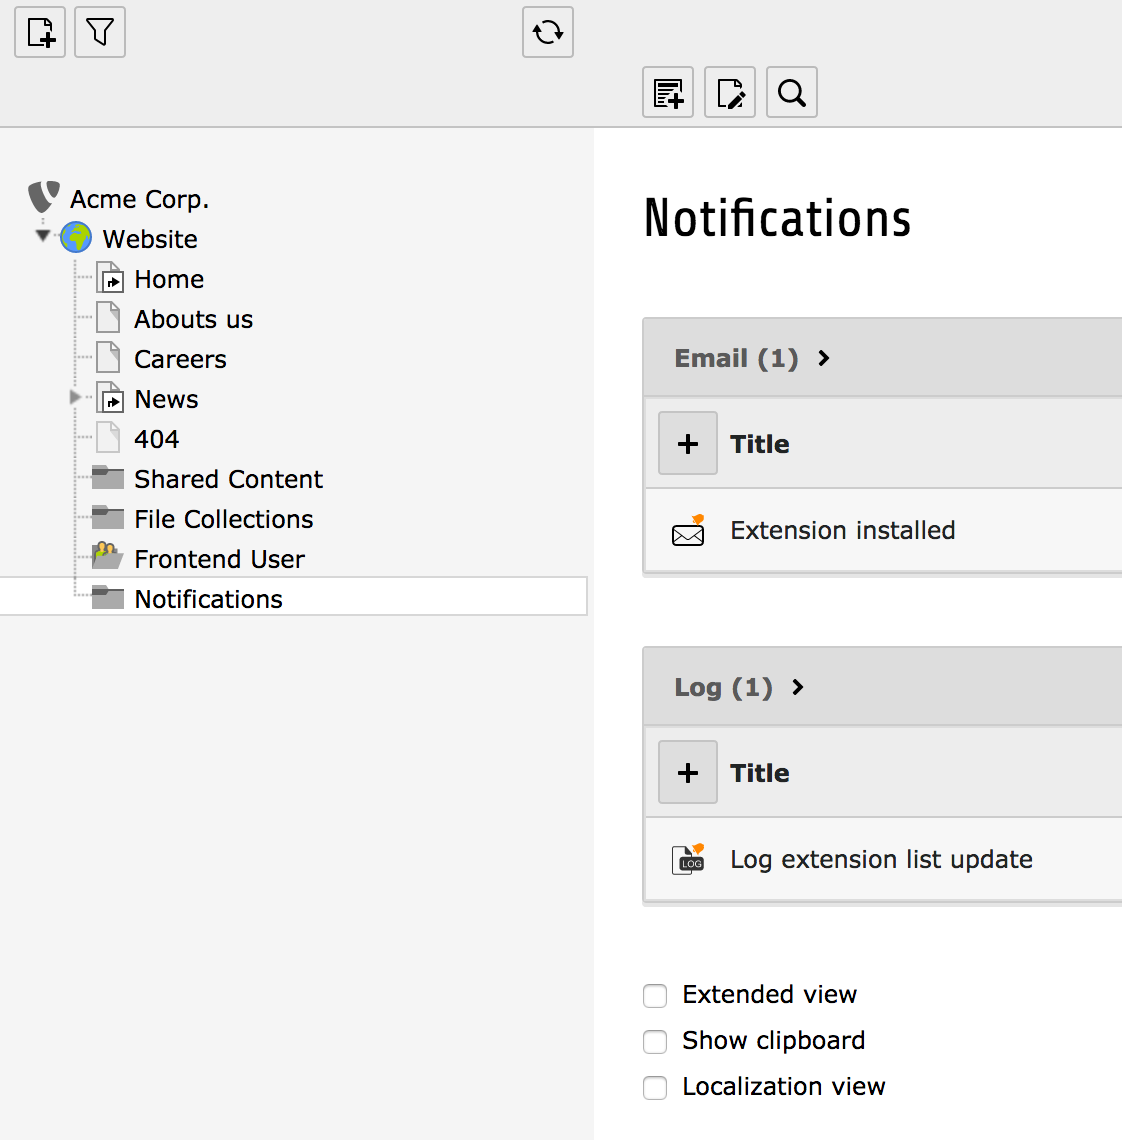 Acme Corp.
Website
Home
Abouts us
Careers
News
404
Shared Content
File Collections
Frontend User
Notifications
Notifications
Email (1)
Title
Extension installed
Log (1)
Title
LOG
Log extension list update
Extended view
Show clipboard
Localization view